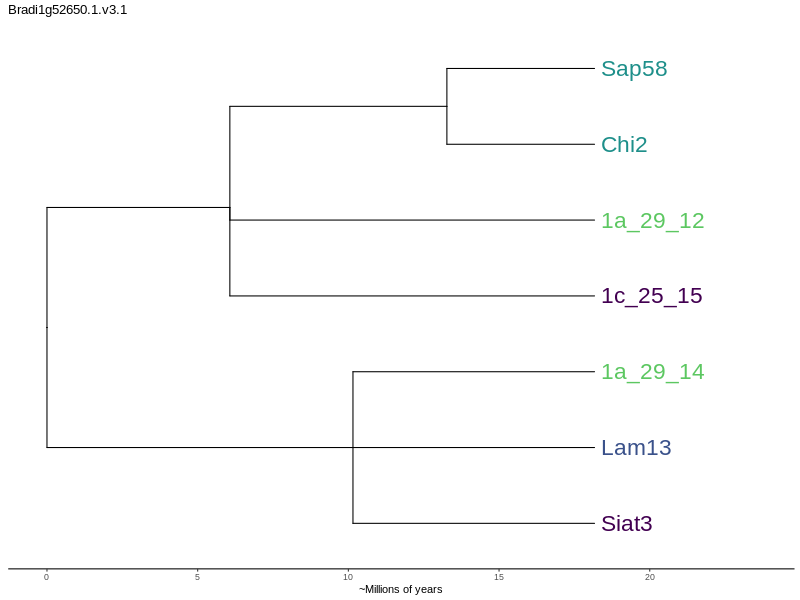 Bradi1g52650.1.v3.1
Sap58
Chi2
1a_29_12
1c_25_15
1a_29_14
Lam13
Siat3
0 5 10 15 20
~Millions of years